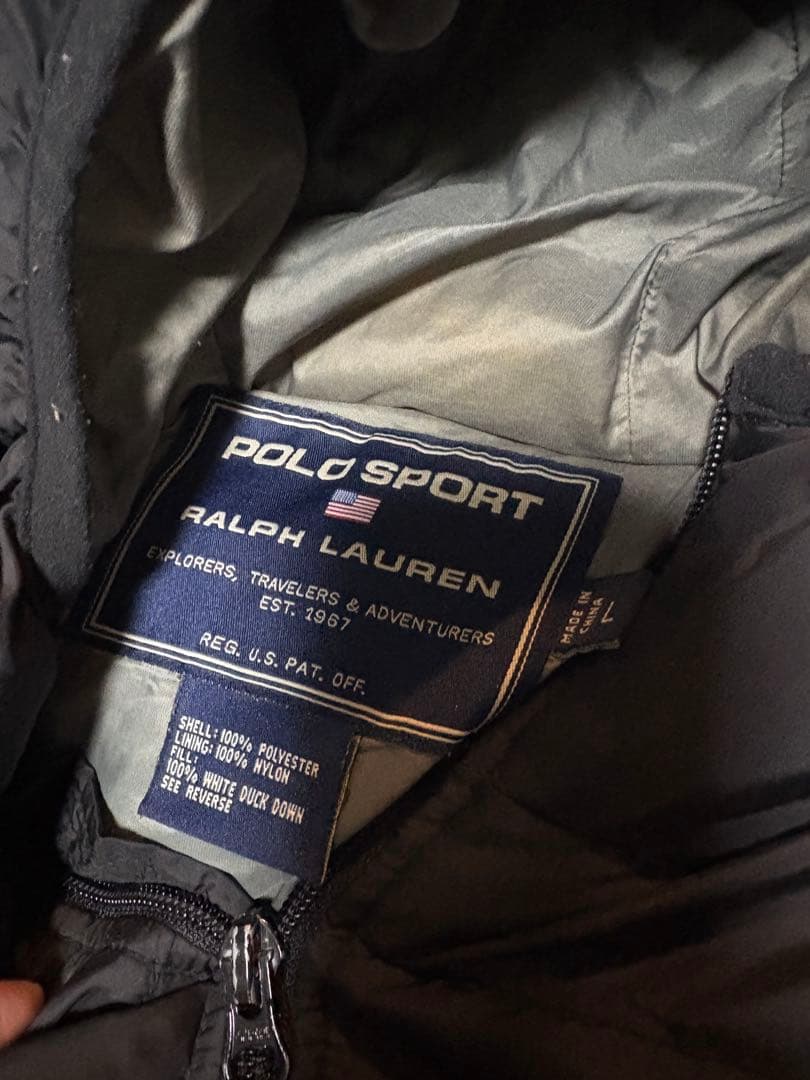 POLO SPORT
RALPH LAUREN
EXPLORERS, TRAVELERS & ADVENTURERS
EST. 1967
REG. U.S. PAT. OFF.
MADE IN
CHINA
L
SHELL: 100% POLYESTER
LINING: 100% NYLON
FILL:
100% WHITE DUCK DOWN
SEE REVERSE